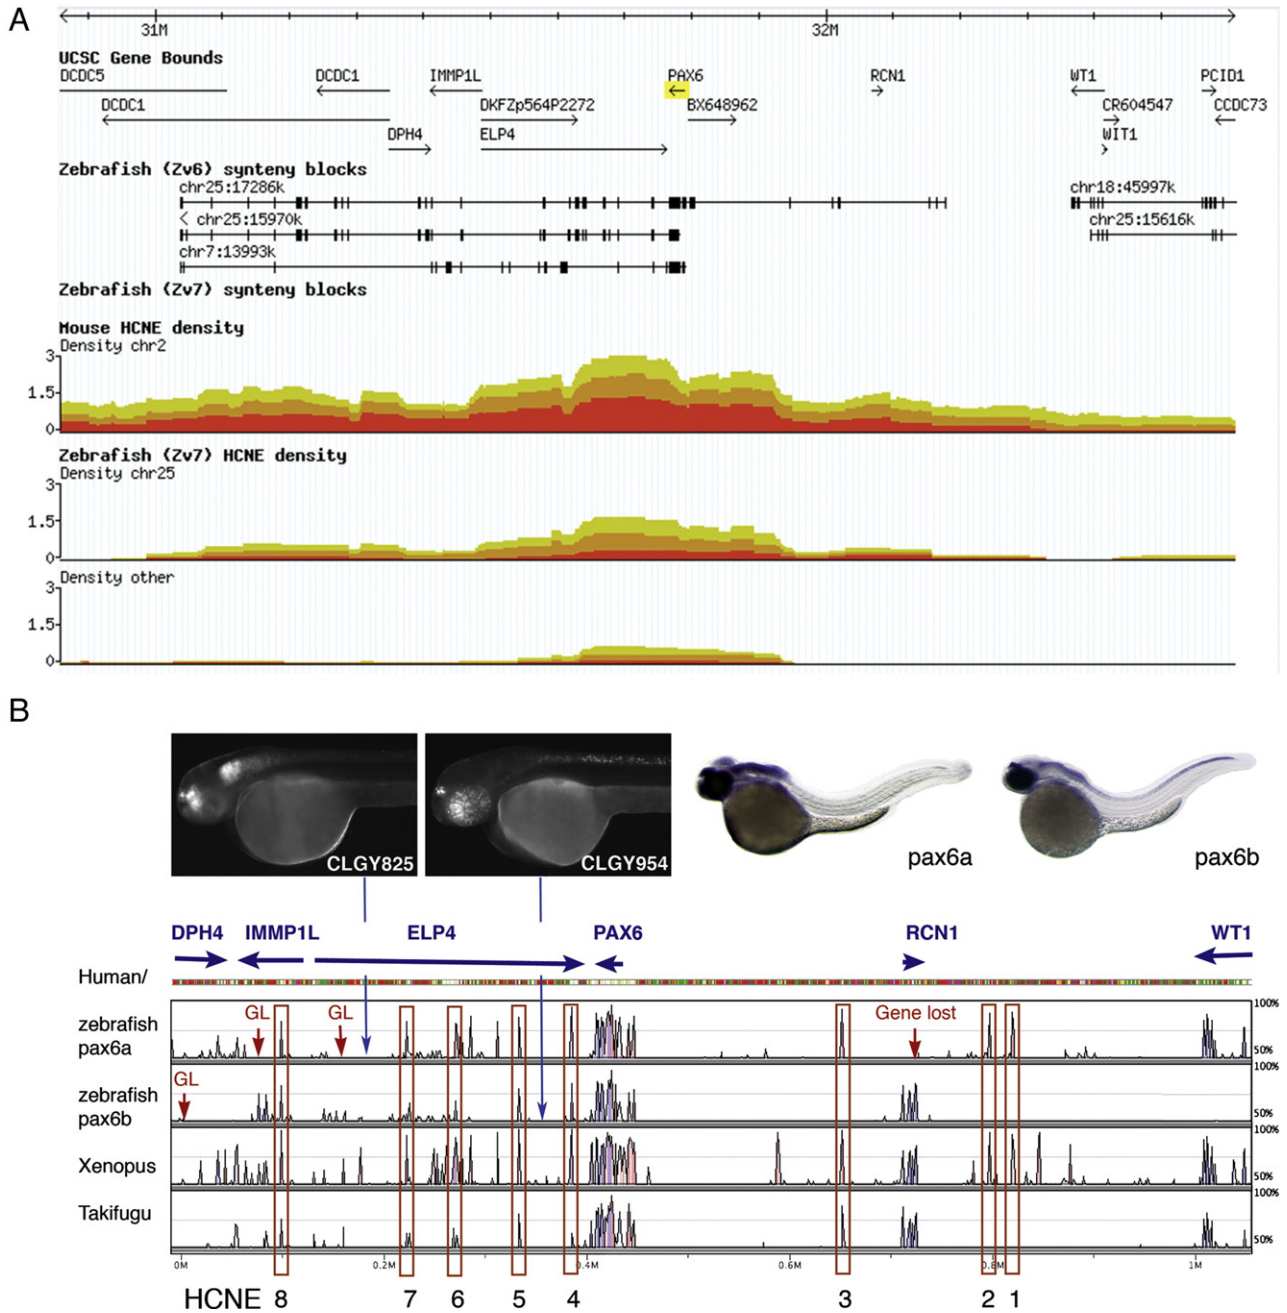 A
31M 32M
UCSC Gene Bounds
DCDC5 DCDC1 IMMP1L PAX6 RCN1 WT1 PCID1
DCDC1 DKFZp564P2272 BX648962 CR604547 CCDC73
DPH4 ELP4 WIT1
Zebrafish (Zv6) synteny blocks
chr25:17286k chr18:45997k
chr25:15970k chr25:15616k
chr7:13993k
Zebrafish (Zv7) synteny blocks
Mouse HCNE density
Density chr2
3
1.5
0
Zebrafish (Zv7) HCNE density
Density chr25
3
1.5
0
Density other
3
1.5
0
B
CLGY825 CLGY954 pax6a pax6b
DPH4 IMMP1L ELP4 PAX6 RCN1 WT1
Human/
zebrafish
pax6a
GL GL Gene lost
100%
50%
zebrafish
pax6b
GL
100%
50%
Xenopus
100%
50%
Takifugu
100%
50%
0M 0.2M 0.4M 0.6M 0.8M 1M
HCNE 8 7 6 5 4 3 2 1